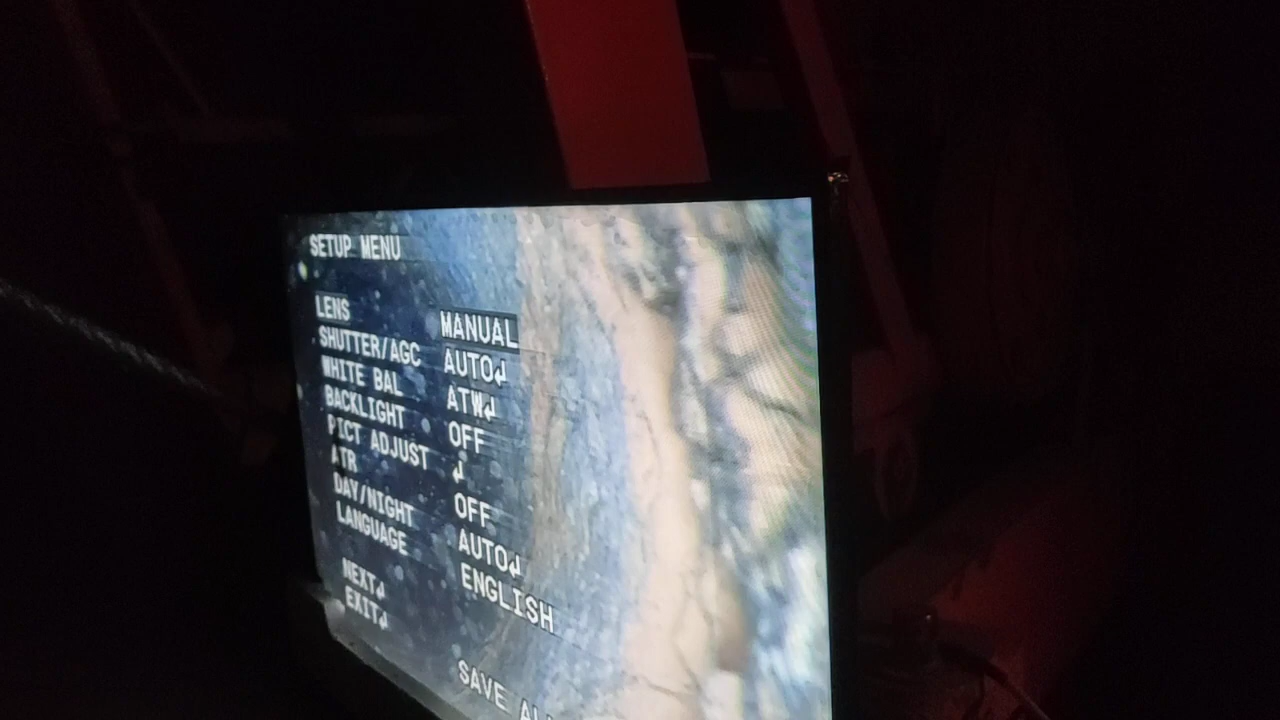 SETUP MENU
LENS MANUAL
SHUTTER/AGC AUTO↲
WHITE BAL ATW↲
BACKLIGHT OFF
PICT ADJUST ↲
ATR OFF
DAY/NIGHT AUTO↲
LANGUAGE ENGLISH
NEXT↲
EXIT↲
SAVE